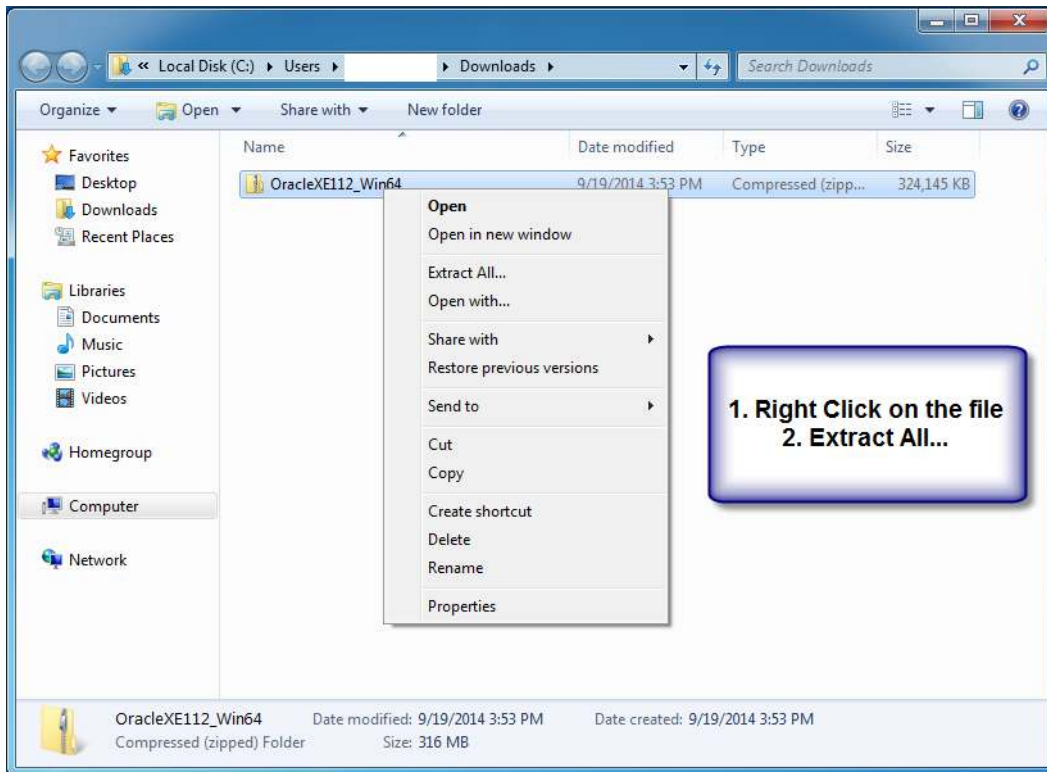 « Local Disk (C:) Users Downloads
Search Downloads
Organize Open Share with New folder
Favorites
Desktop
Downloads
Recent Places
Libraries
Documents
Music
Pictures
Videos
Homegroup
Computer
Network
Name Date modified Type Size
OracleXE112_Win64 9/19/2014 3:53 PM Compressed (zipp... 324,145 KB
Open
Open in new window
Extract All...
Open with...
Share with
Restore previous versions
Send to
Cut
Copy
Create shortcut
Delete
Rename
Properties
1. Right Click on the file
2. Extract All...
OracleXE112_Win64 Date modified: 9/19/2014 3:53 PM Date created: 9/19/2014 3:53 PM
Compressed (zipped) Folder Size: 316 MB